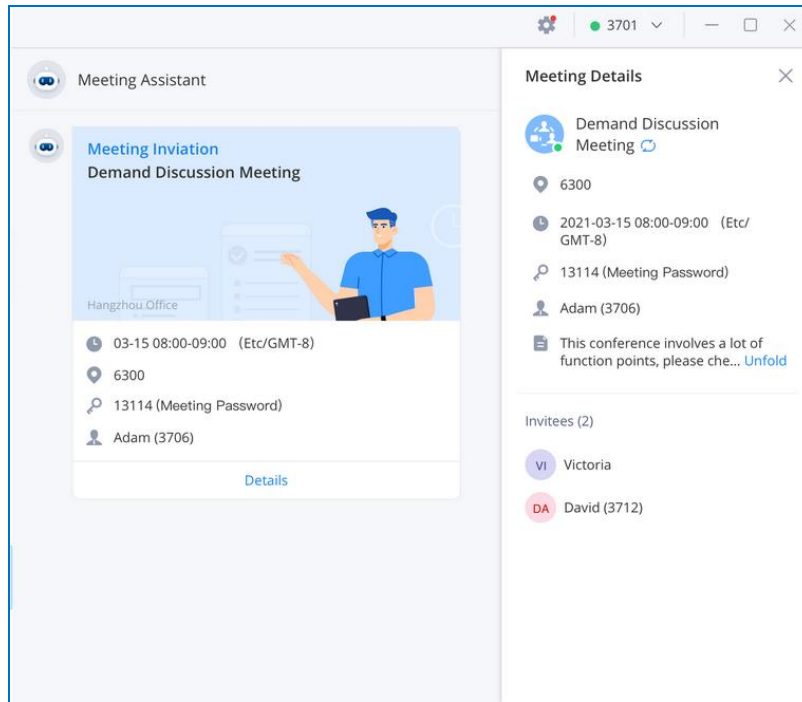 3701
Meeting Assistant
Meeting Inviation
Demand Discussion Meeting
Hangzhou Office
03-15 08:00-09:00 (Etc/GMT-8)
6300
13114 (Meeting Password)
Adam (3706)
Details
Meeting Details
Demand Discussion
Meeting
6300
2021-03-15 08:00-09:00 (Etc/
GMT-8)
13114 (Meeting Password)
Adam (3706)
This conference involves a lot of
function points, please che... Unfold
Invitees (2)
VI Victoria
DA David (3712)